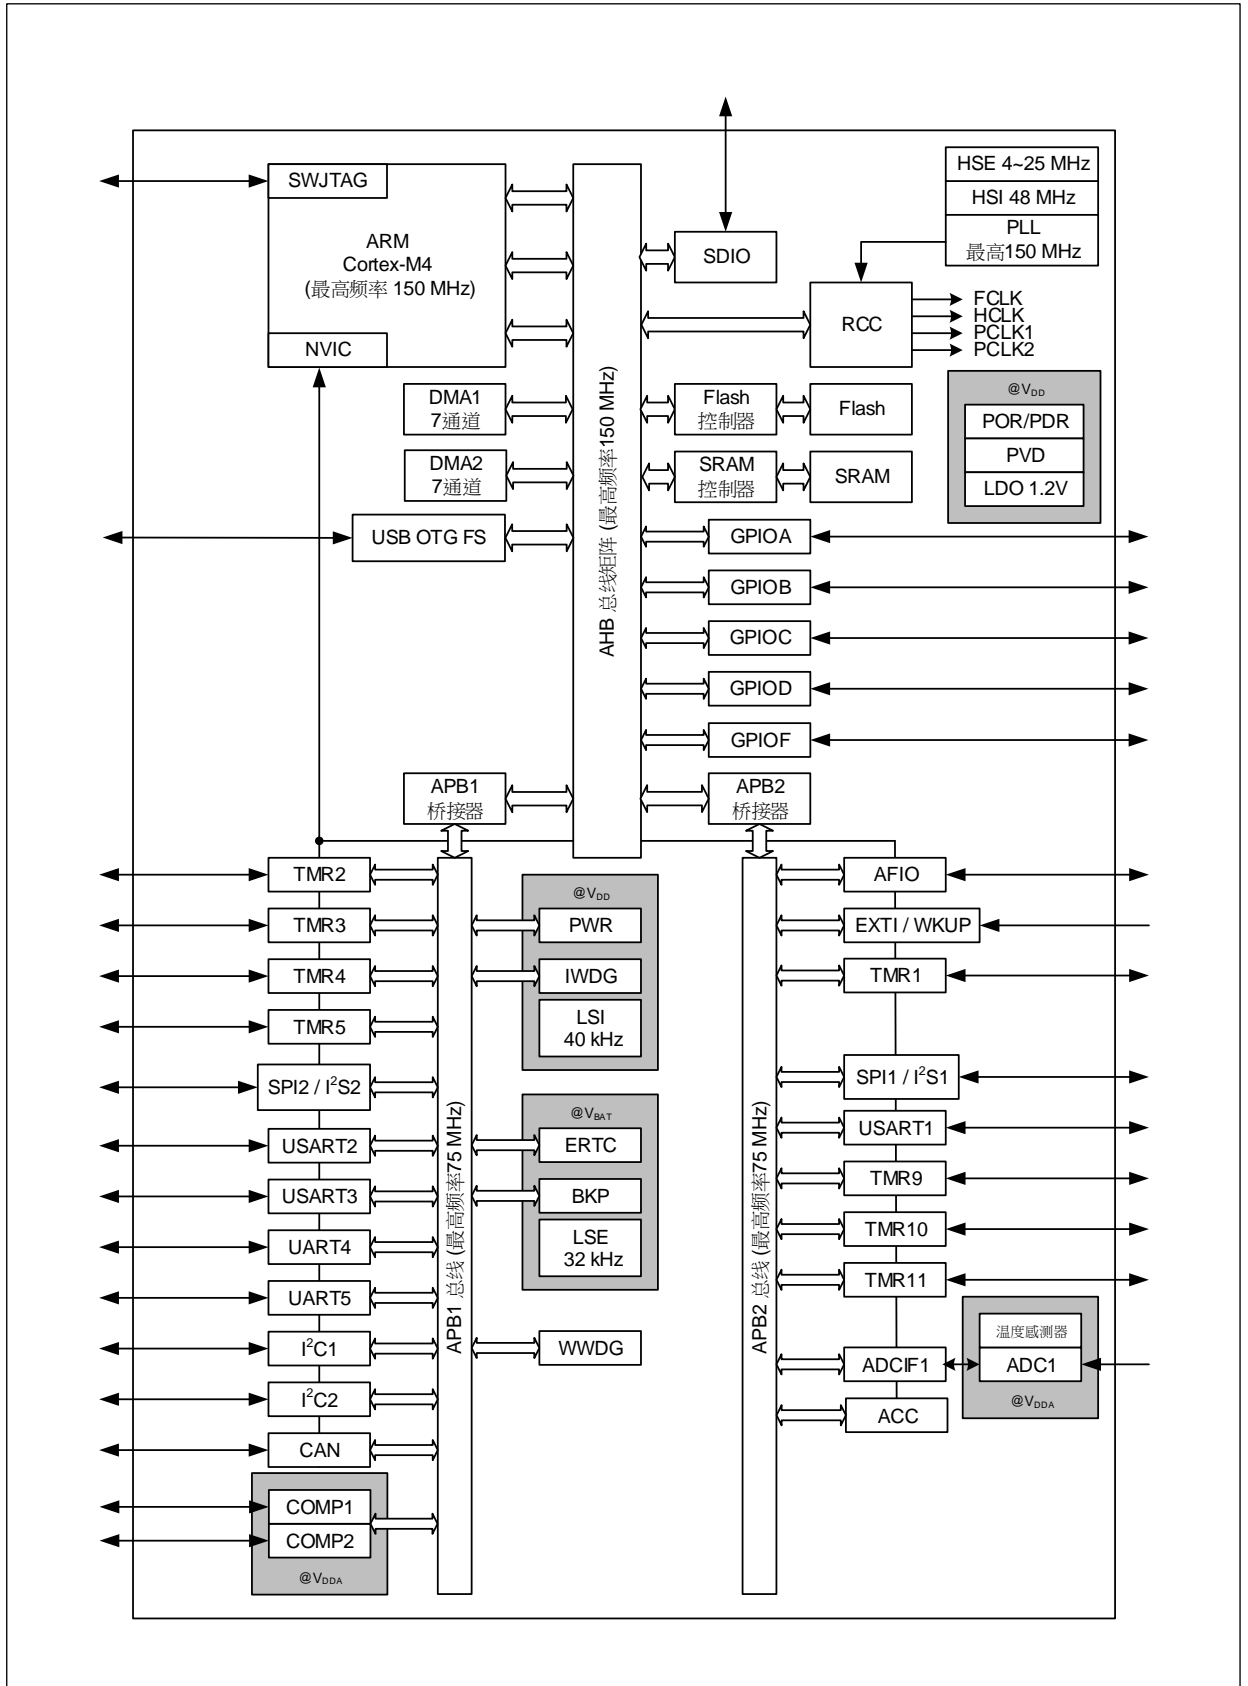 SWJTAG
ARM
Cortex-M4
(最高频率 150 MHz)
NVIC
HSE 4~25 MHz
HSI 48 MHz
PLL
最高150 MHz
SDIO
RCC
FCLK
HCLK
PCLK1
PCLK2
DMA1
7通道
DMA2
7通道
USB OTG FS
AHB 总线矩阵 (最高频率150 MHz)
Flash
控制器
Flash
SRAM
控制器
SRAM
@VDD
POR/PDR
PVD
LDO 1.2V
GPIOA
GPIOB
GPIOC
GPIOD
GPIOF
APB1
桥接器
APB2
桥接器
TMR2
TMR3
TMR4
TMR5
SPI2 / I²S2
USART2
USART3
UART4
UART5
I²C1
I²C2
CAN
COMP1
COMP2
@VDDA
APB1 总线 (最高频率75 MHz)
@VDD
PWR
IWDG
LSI
40 kHz
@VBAT
ERTC
BKP
LSE
32 kHz
WWDG
APB2 总线 (最高频率75 MHz)
AFIO
EXTI / WKUP
TMR1
SPI1 / I²S1
USART1
TMR9
TMR10
TMR11
ADCIF1
ACC
温度感测器
ADC1
@VDDA